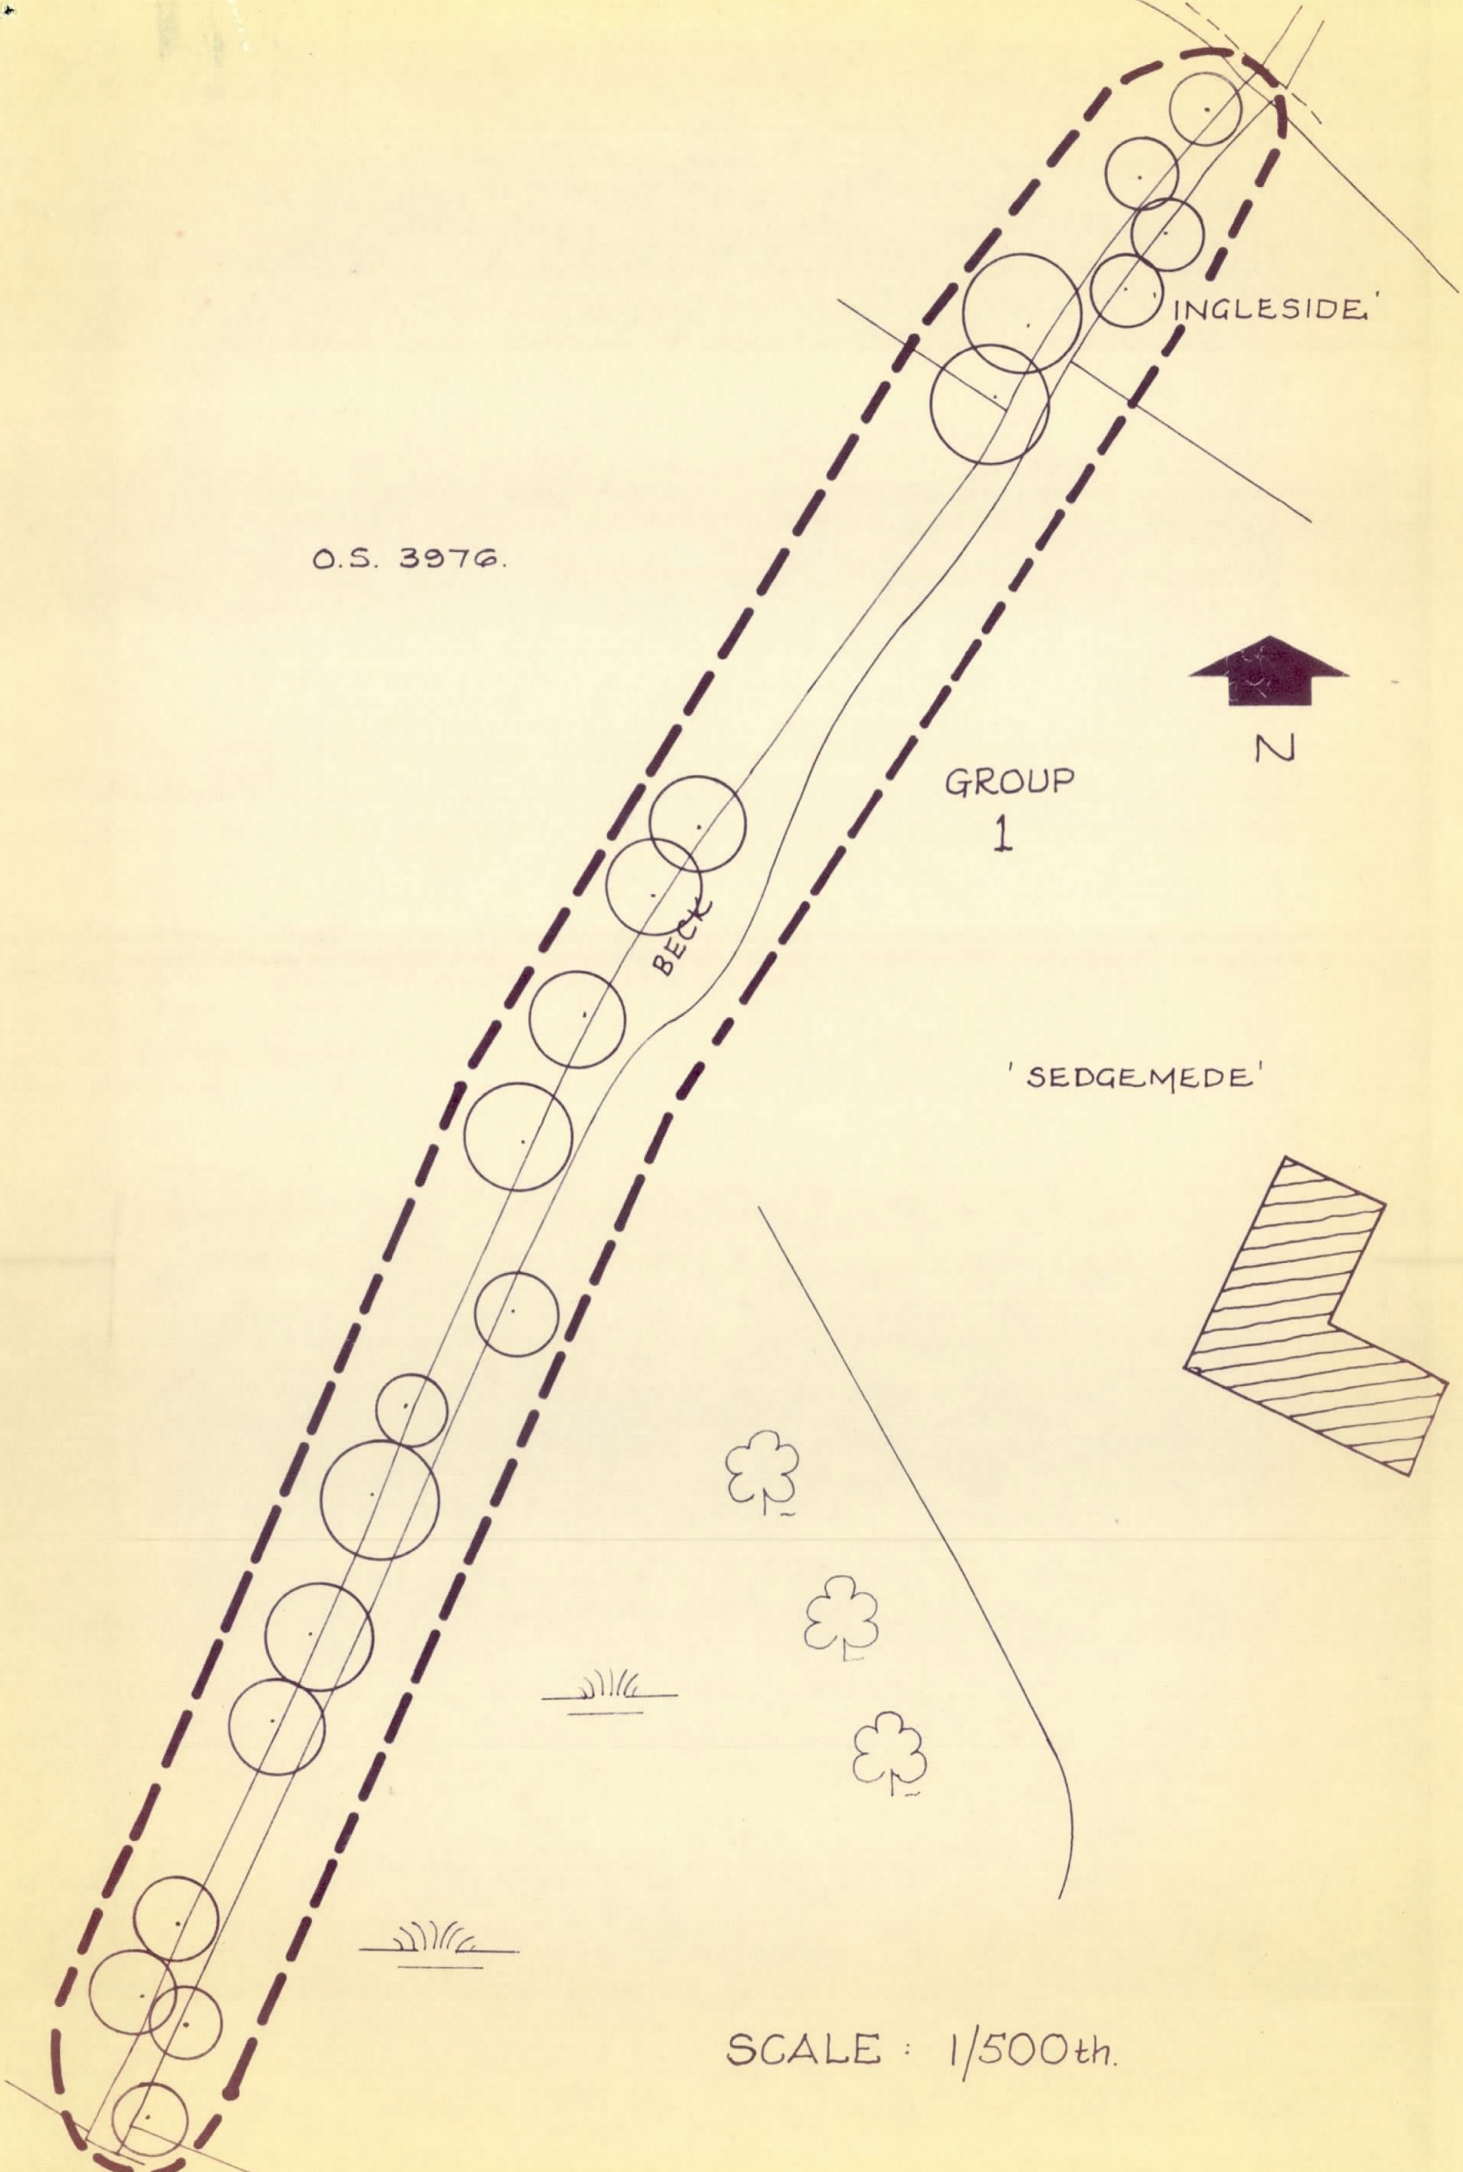 'INGLESIDE'
O.S. 3976.
N
GROUP
1
BECK
'SEDGEMEDE'
SCALE : 1/500th.